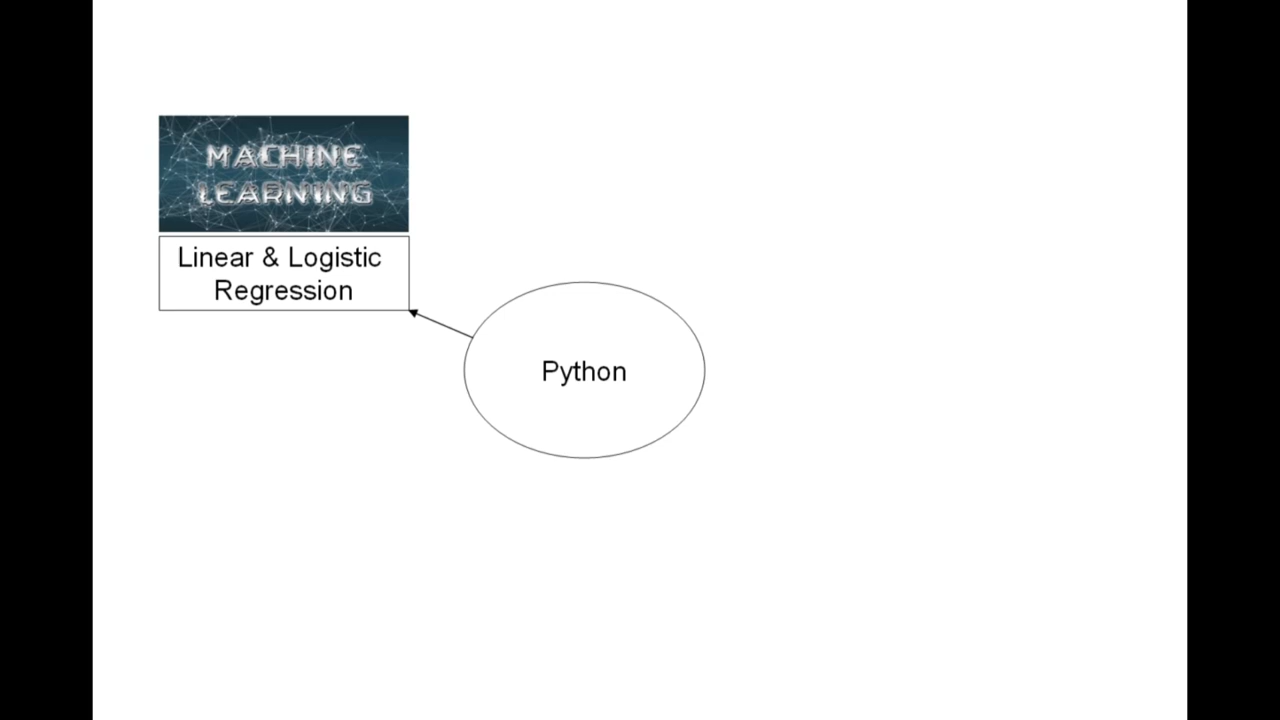 MACHINE
LEARNING
Linear & Logistic
Regression
Python